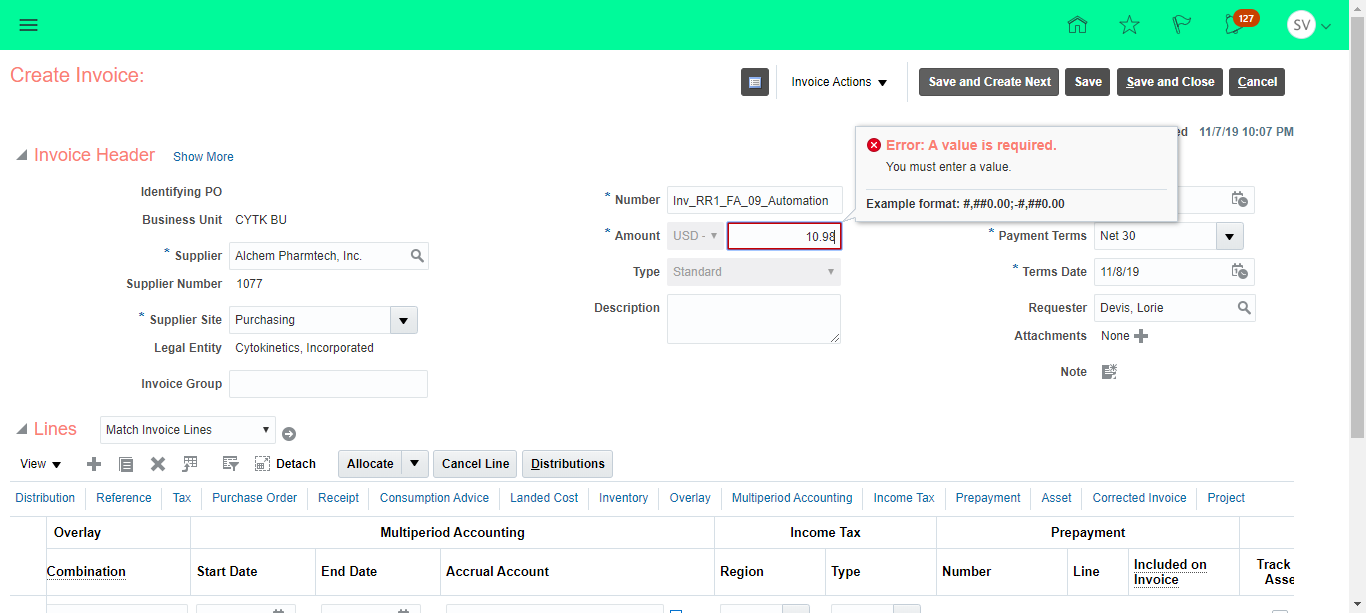 127
SV
Create Invoice:
Invoice Actions
Save and Create Next
Save
Save and Close
Cancel
11/7/19 10:07 PM
Error: A value is required.
You must enter a value.
Example format: #,##0.00;-#,##0.00
Invoice Header Show More
Identifying PO
Business Unit CYTK BU
* Supplier Alchem Pharmtech, Inc.
Supplier Number 1077
* Supplier Site Purchasing
Legal Entity Cytokinetics, Incorporated
Invoice Group
* Number Inv_RR1_FA_09_Automation
* Amount USD - 10.98
Type Standard
Description
* Payment Terms Net 30
* Terms Date 11/8/19
Requester Devis, Lorie
Attachments None
Note
Lines Match Invoice Lines
View Detach Allocate Cancel Line Distributions
Distribution Reference Tax Purchase Order Receipt Consumption Advice Landed Cost Inventory Overlay Multiperiod Accounting Income Tax Prepayment Asset Corrected Invoice Project
Overlay Multiperiod Accounting Income Tax Prepayment
Combination Start Date End Date Accrual Account Region Type Number Line Included on Invoice Track